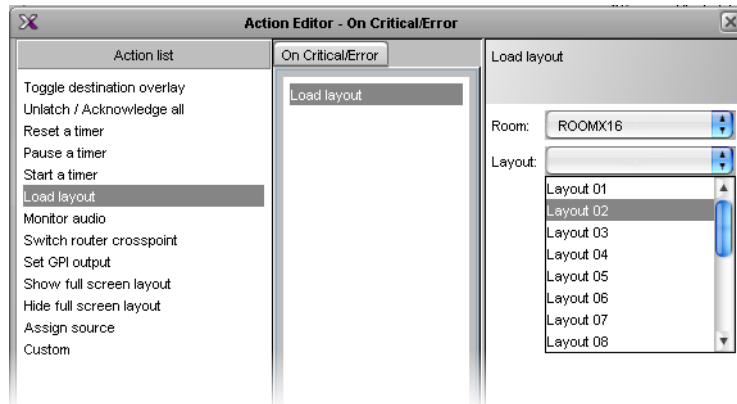 Action Editor - On Critical/Error
Action list
Toggle destination overlay
Unlatch / Acknowledge all
Reset a timer
Pause a timer
Start a timer
Load layout
Monitor audio
Switch router crosspoint
Set GPI output
Show full screen layout
Hide full screen layout
Assign source
Custom
On Critical/Error
Load layout
Load layout
Room: ROOMX16
Layout:
Layout 01
Layout 02
Layout 03
Layout 04
Layout 05
Layout 06
Layout 07
Layout 08